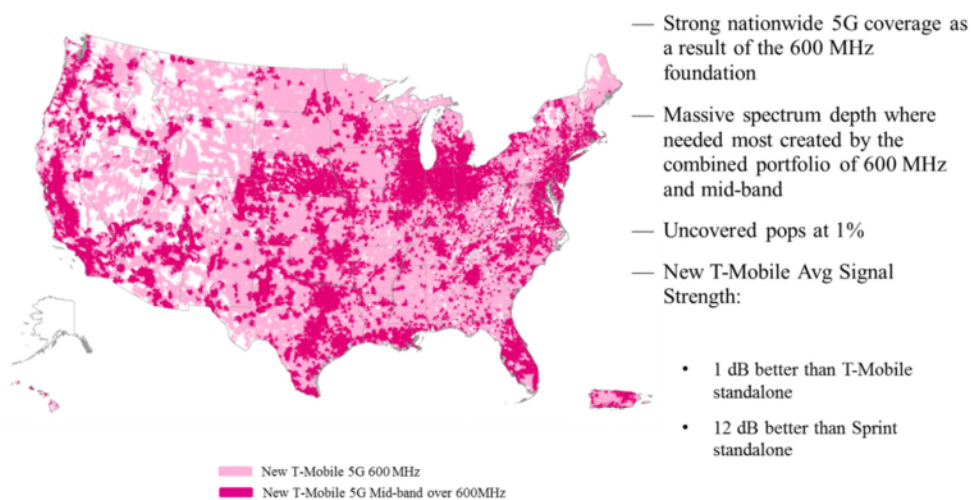 — Strong nationwide 5G coverage as
a result of the 600 MHz
foundation
— Massive spectrum depth where
needed most created by the
combined portfolio of 600 MHz
and mid-band
— Uncovered pops at 1%
— New T-Mobile Avg Signal
Strength:
• 1 dB better than T-Mobile
standalone
• 12 dB better than Sprint
standalone
New T-Mobile 5G 600 MHz
New T-Mobile 5G Mid-band over 600MHz